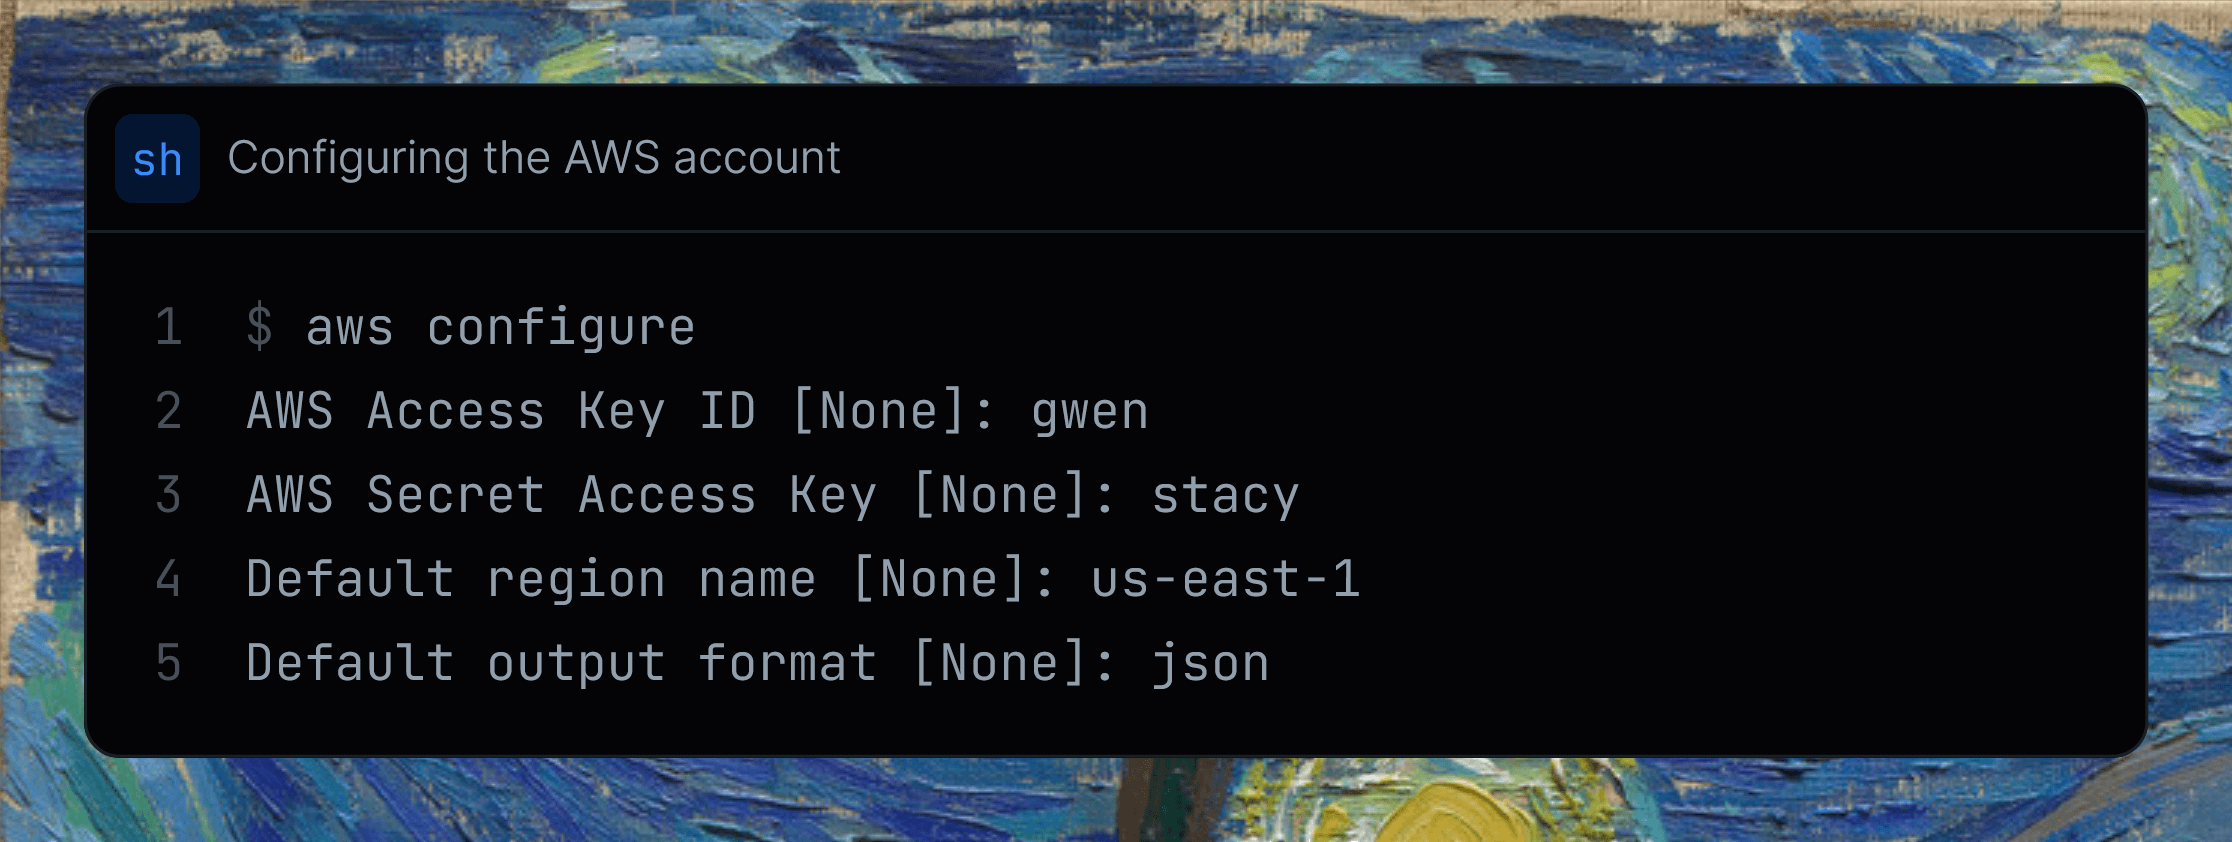 sh Configuring the AWS account
1 $ aws configure
2 AWS Access Key ID [None]: gwen
3 AWS Secret Access Key [None]: stacy
4 Default region name [None]: us-east-1
5 Default output format [None]: json